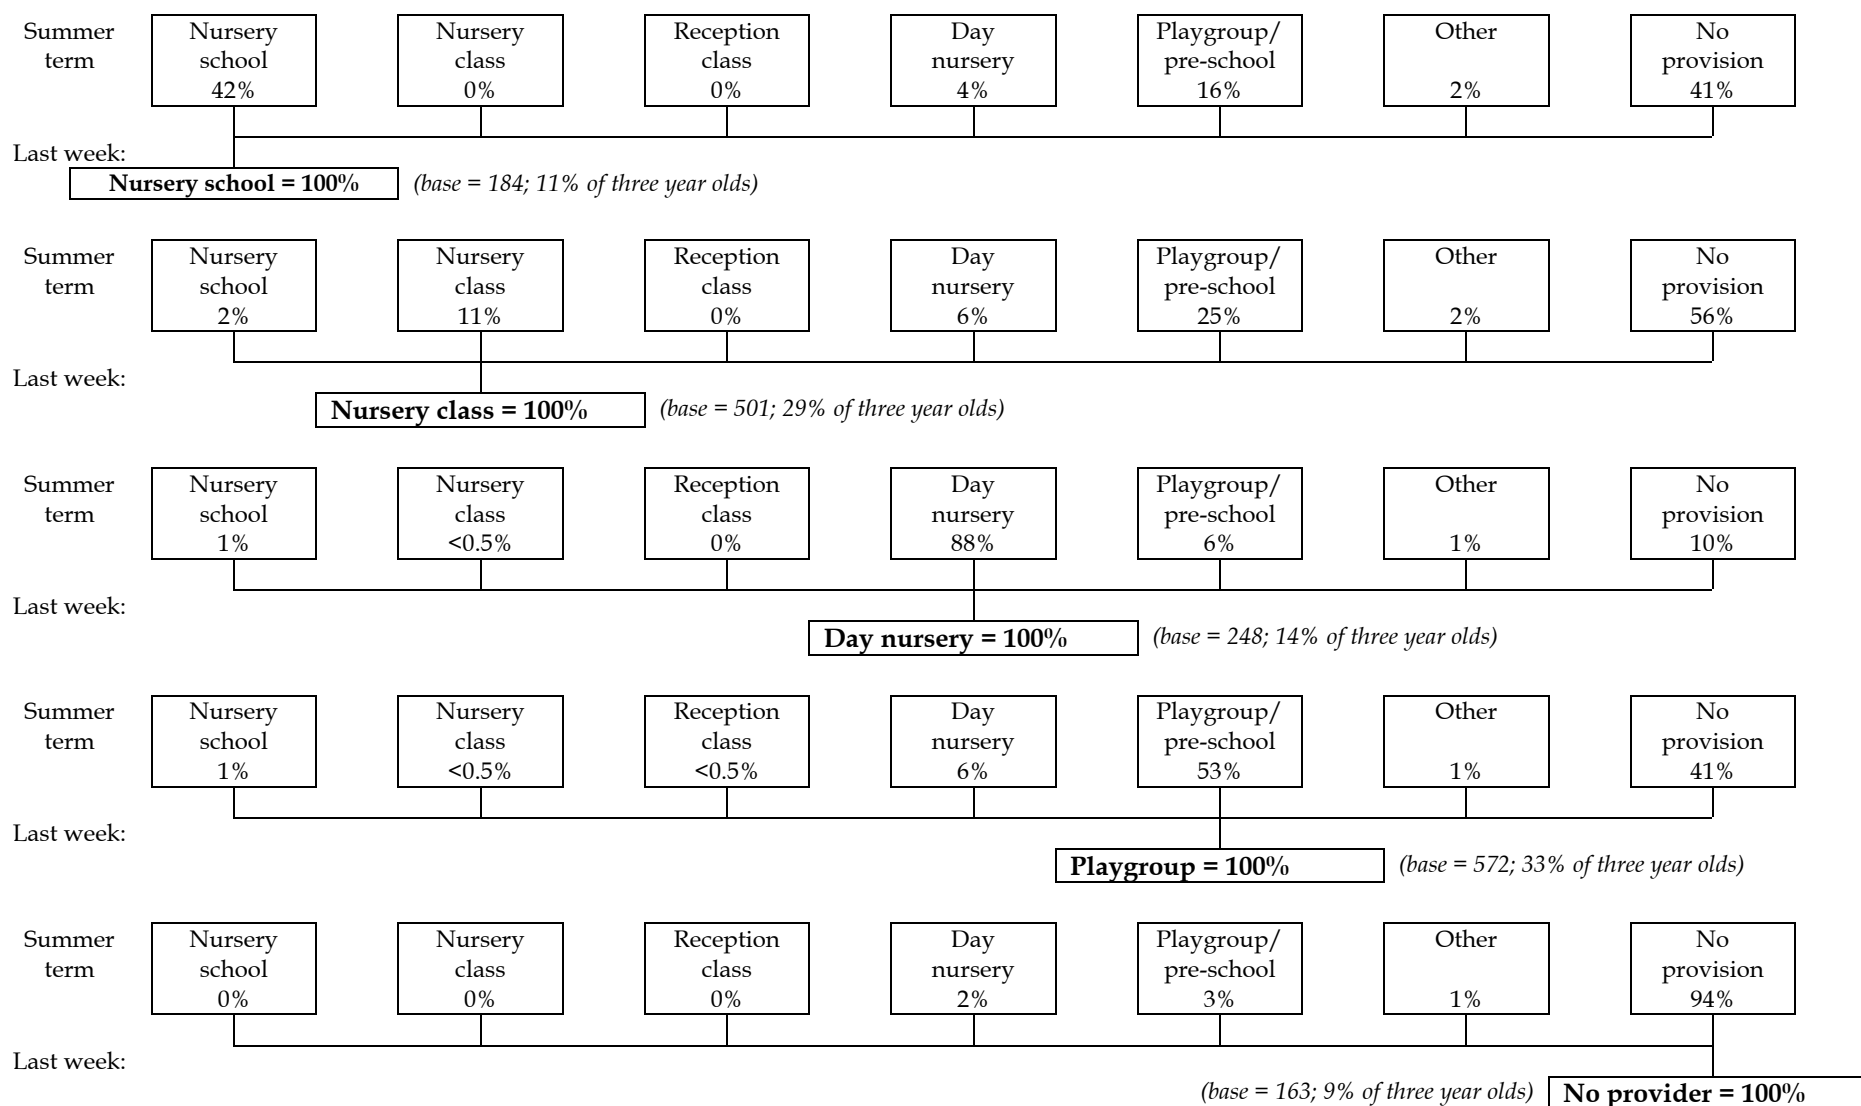 Summer Nursery Nursery Reception Day Playgroup/ Other No
term school class class nursery pre-school provision
42% 0% 0% 4% 16% 2% 41%
Last week:
Nursery school = 100% (base = 184; 11% of three year olds)
Summer Nursery Nursery Reception Day Playgroup/ Other No
term school class class nursery pre-school provision
2% 11% 0% 6% 25% 2% 56%
Last week:
Nursery class = 100% (base = 501; 29% of three year olds)
Summer Nursery Nursery Reception Day Playgroup/ Other No
term school class class nursery pre-school provision
1% <0.5% 0% 88% 6% 1% 10%
Last week:
Day nursery = 100% (base = 248; 14% of three year olds)
Summer Nursery Nursery Reception Day Playgroup/ Other No
term school class class nursery pre-school provision
1% <0.5% <0.5% 6% 53% 1% 41%
Last week:
Playgroup = 100% (base = 572; 33% of three year olds)
Summer Nursery Nursery Reception Day Playgroup/ Other No
term school class class nursery pre-school provision
0% 0% 0% 2% 3% 1% 94%
Last week:
(base = 163; 9% of three year olds) No provider = 100%